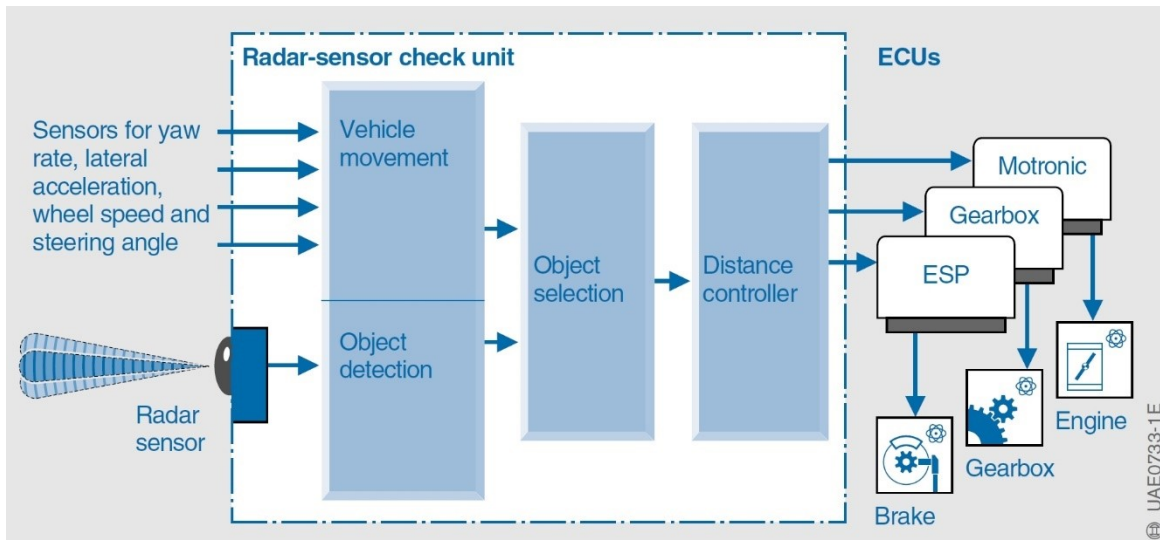 Radar-sensor check unit
ECUs
Sensors for yaw
rate, lateral
acceleration,
wheel speed and
steering angle
Vehicle
movement
Object
detection
Object
selection
Distance
controller
Motronic
Gearbox
ESP
Radar
sensor
Engine
Gearbox
Brake
UAE0733-1E